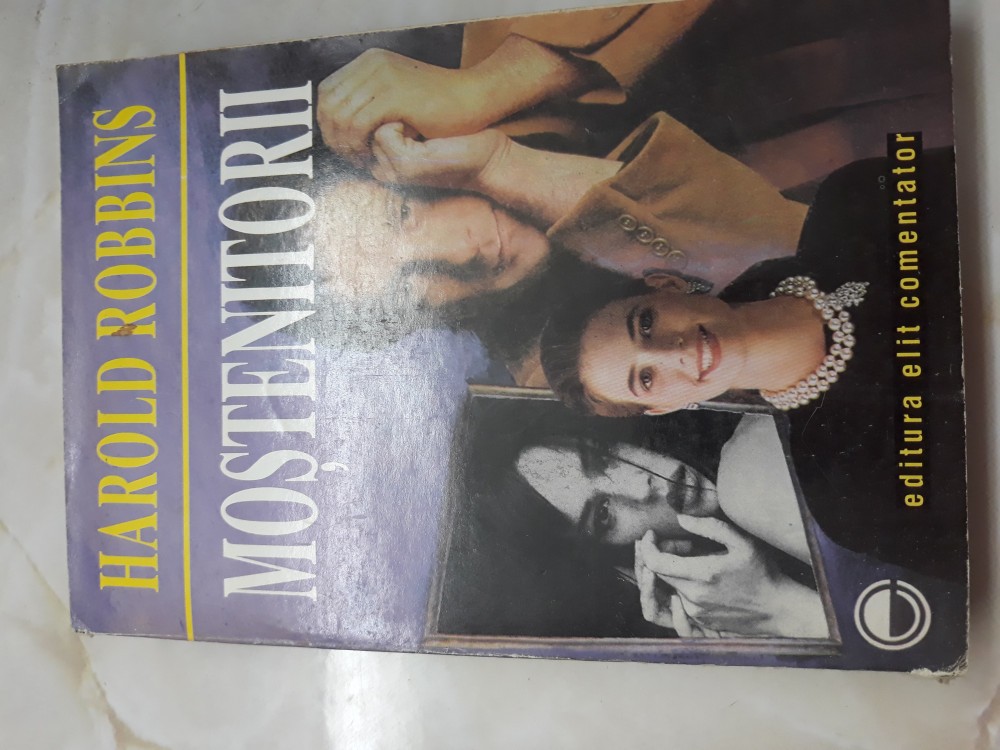 HAROLD ROBBINS
MOȘTENITORII
editura elit comentator